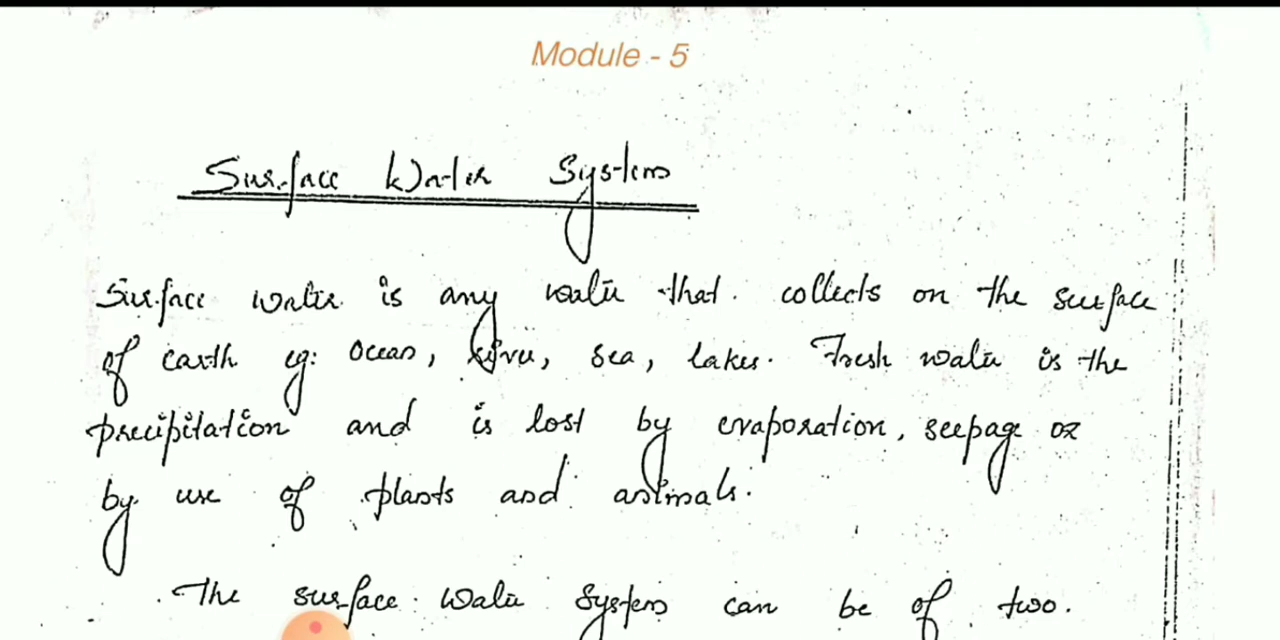 Module - 5
Surface Water System
Surface water is any water that collects on the surface
of earth eg: Ocean, river, sea, lakes. Fresh water is the
precipitation and is lost by evaporation, seepage or
by use of plants and animals.
The surface water System can be of two.